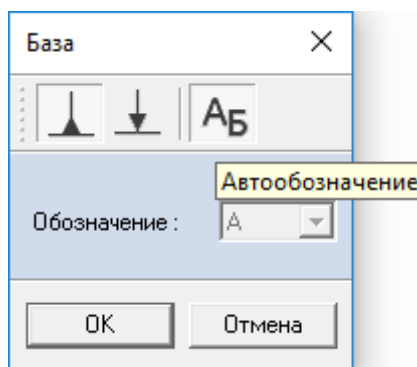 База
АБ
Автообозначение
Обозначение :
А
OK
Отмена